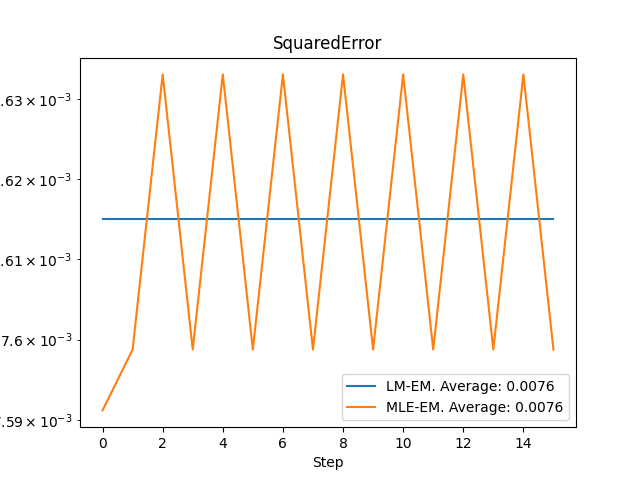 SquaredError
.63 × 10⁻³
.62 × 10⁻³
.61 × 10⁻³
7.6 × 10⁻³
.59 × 10⁻³
LM-EM. Average: 0.0076
MLE-EM. Average: 0.0076
0 2 4 6 8 10 12 14
Step